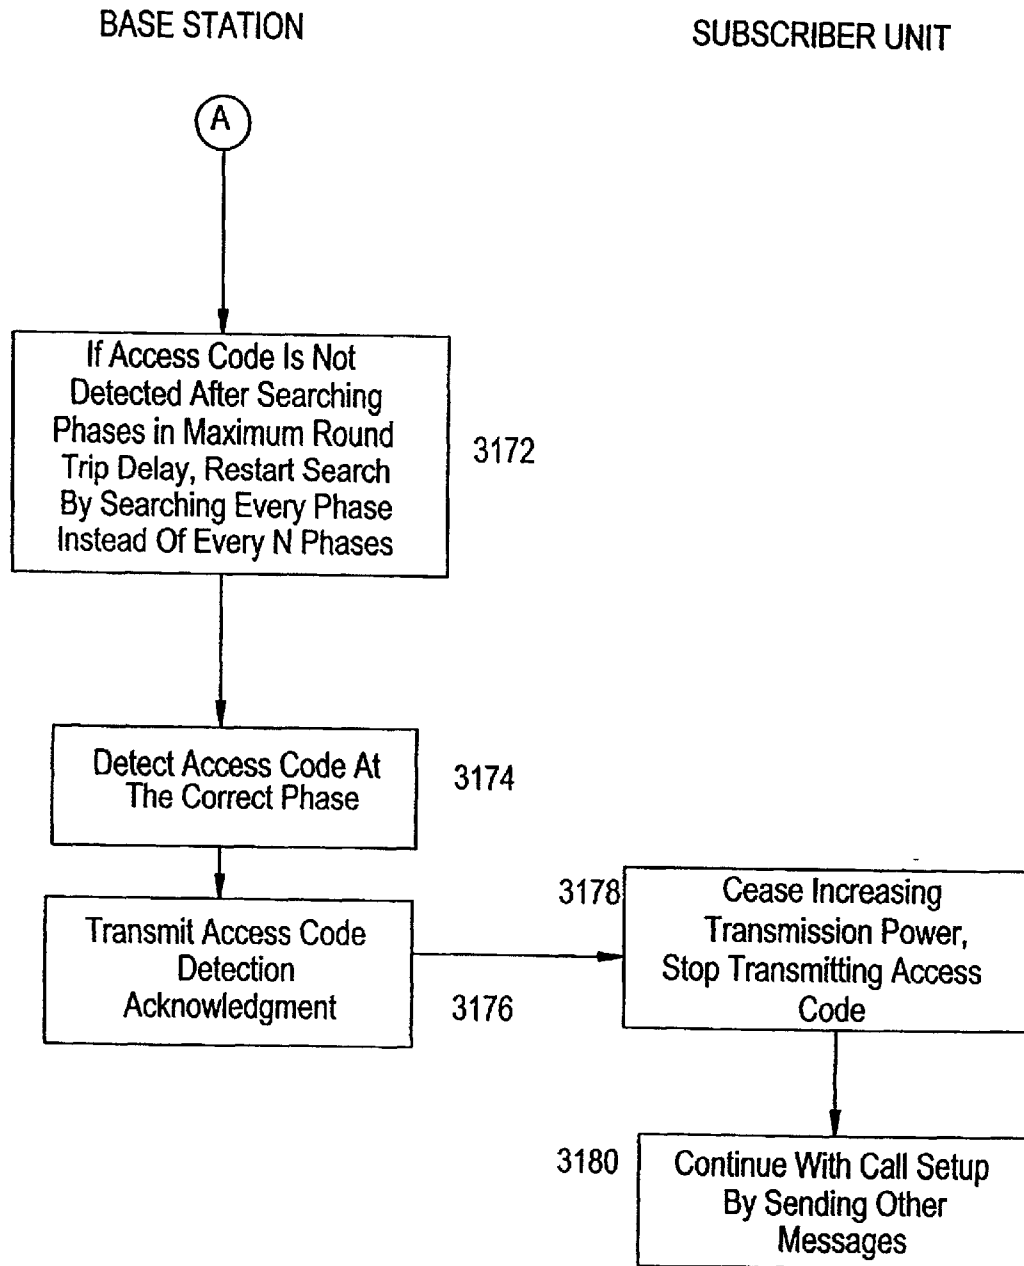 BASE STATION
SUBSCRIBER UNIT
A
If Access Code Is Not
Detected After Searching
Phases in Maximum Round
Trip Delay, Restart Search
By Searching Every Phase
Instead Of Every N Phases
3172
Detect Access Code At
The Correct Phase
3174
Transmit Access Code
Detection
Acknowledgment
3176
3178
Cease Increasing
Transmission Power,
Stop Transmitting Access
Code
3180
Continue With Call Setup
By Sending Other
Messages